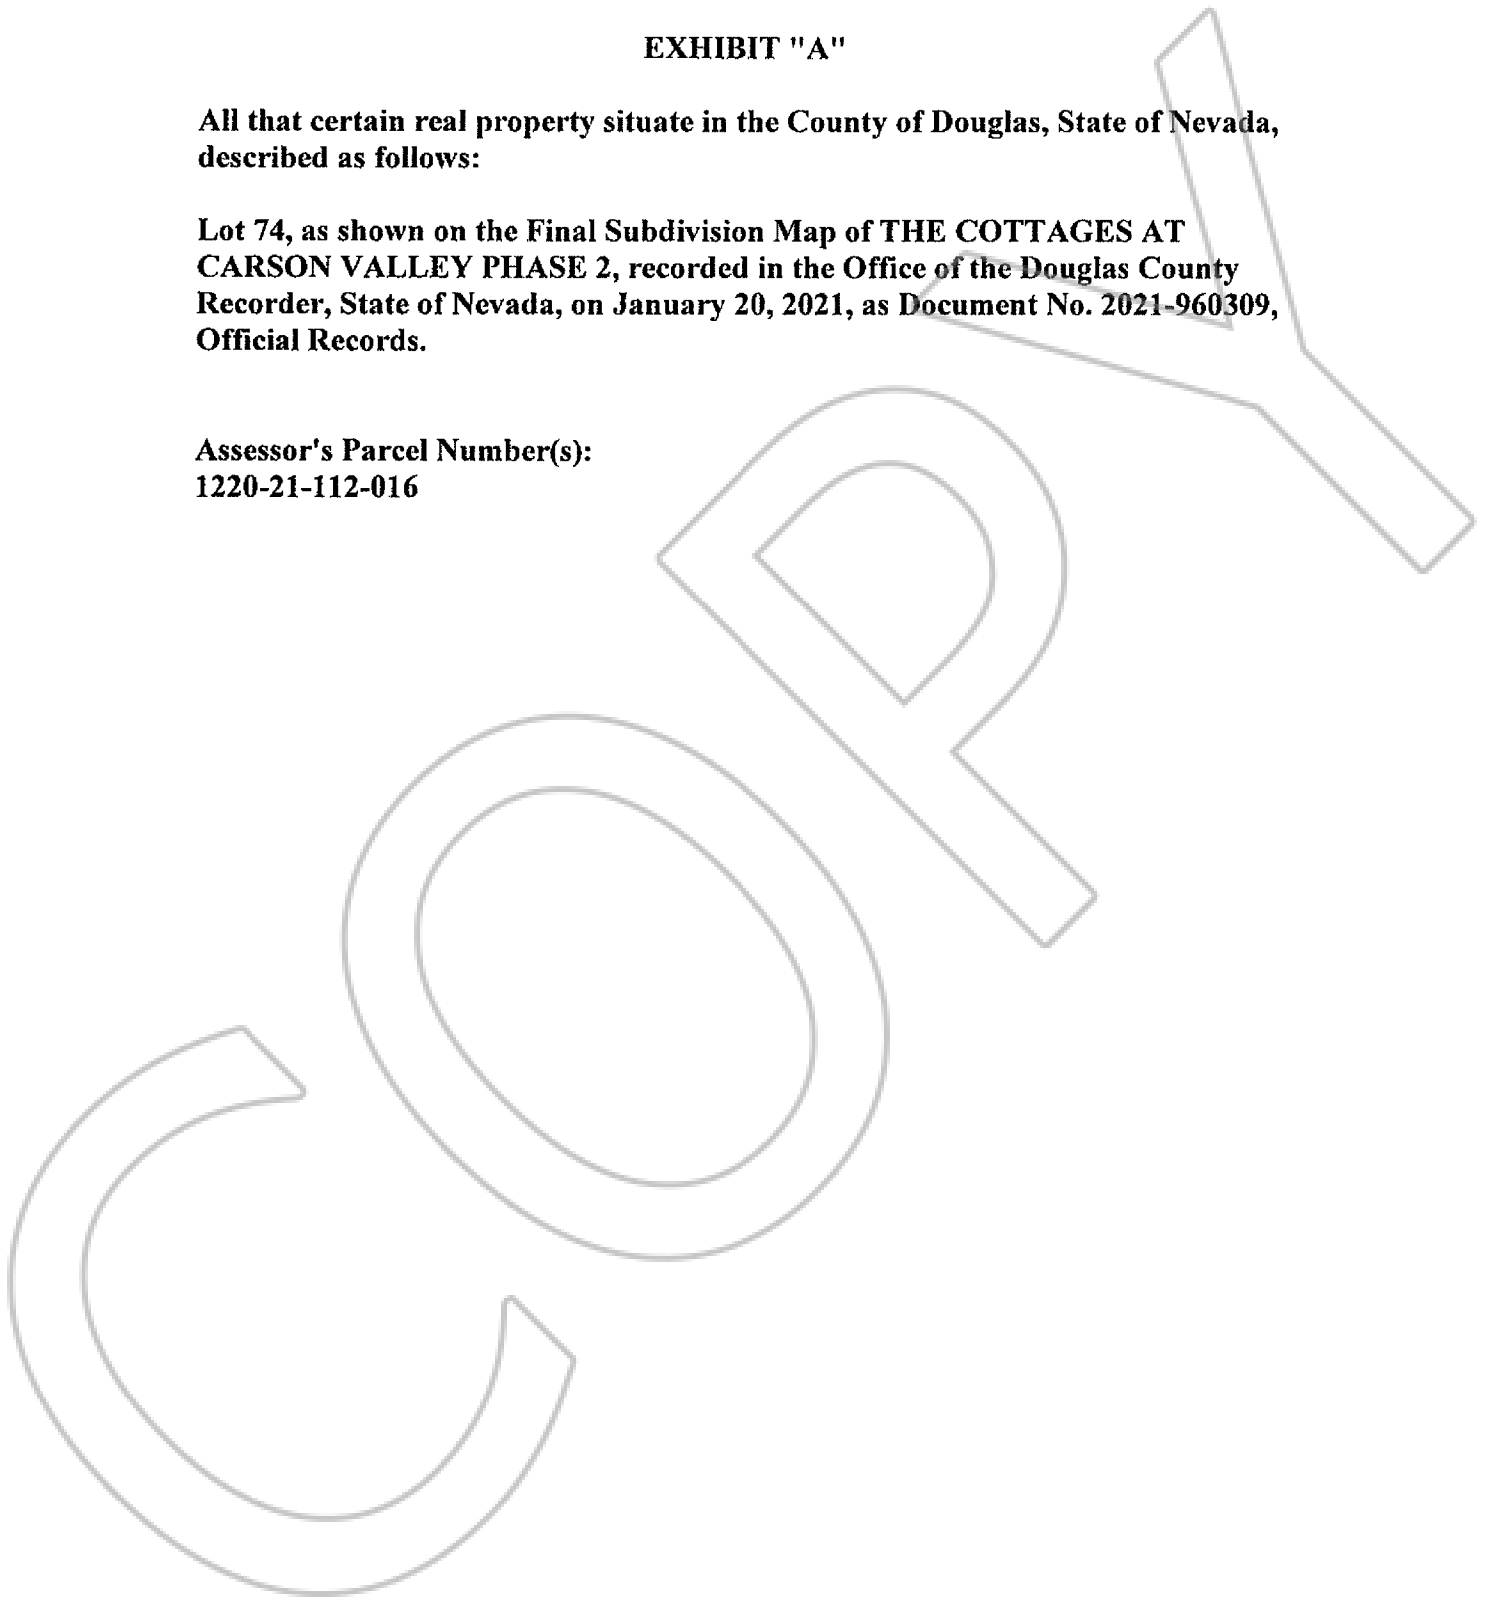 EXHIBIT "A"
All that certain real property situate in the County of Douglas, State of Nevada,
described as follows:
Lot 74, as shown on the Final Subdivision Map of THE COTTAGES AT
CARSON VALLEY PHASE 2, recorded in the Office of the Douglas County
Recorder, State of Nevada, on January 20, 2021, as Document No. 2021-960309,
Official Records.
Assessor's Parcel Number(s):
1220-21-112-016
COPY